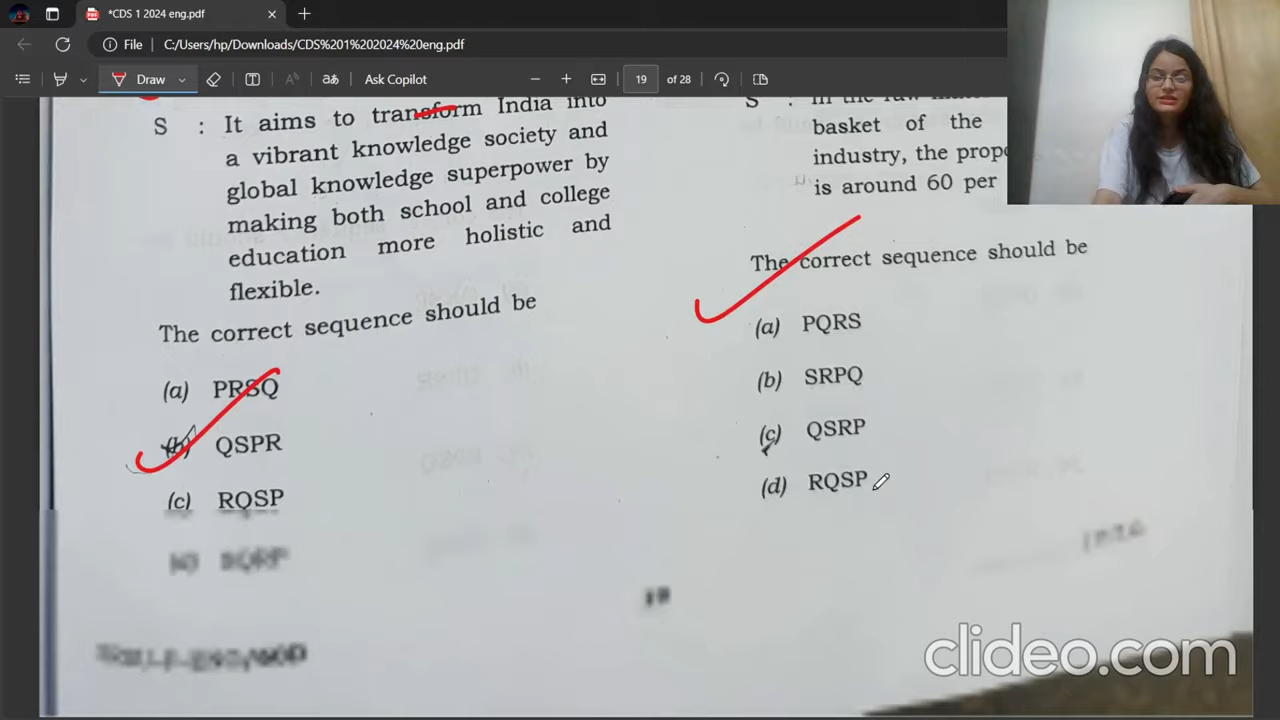 *CDS 1 2024 eng.pdf
File
C:/Users/hp/Downloads/CDS%201%202024%20eng.pdf
Draw
Ask Copilot
19 of 28
S : It aims to transform India into
a vibrant knowledge society and
global knowledge superpower by
making both school and college
education more holistic and
flexible.
The correct sequence should be
(a) PRSQ
(b) QSPR
(c) RQSP
S : In the
basket of the
industry, the
is around 60 per
The correct sequence should be
(a) PQRS
(b) SRPQ
(c) QSRP
(d) RQSP
19
clideo.com